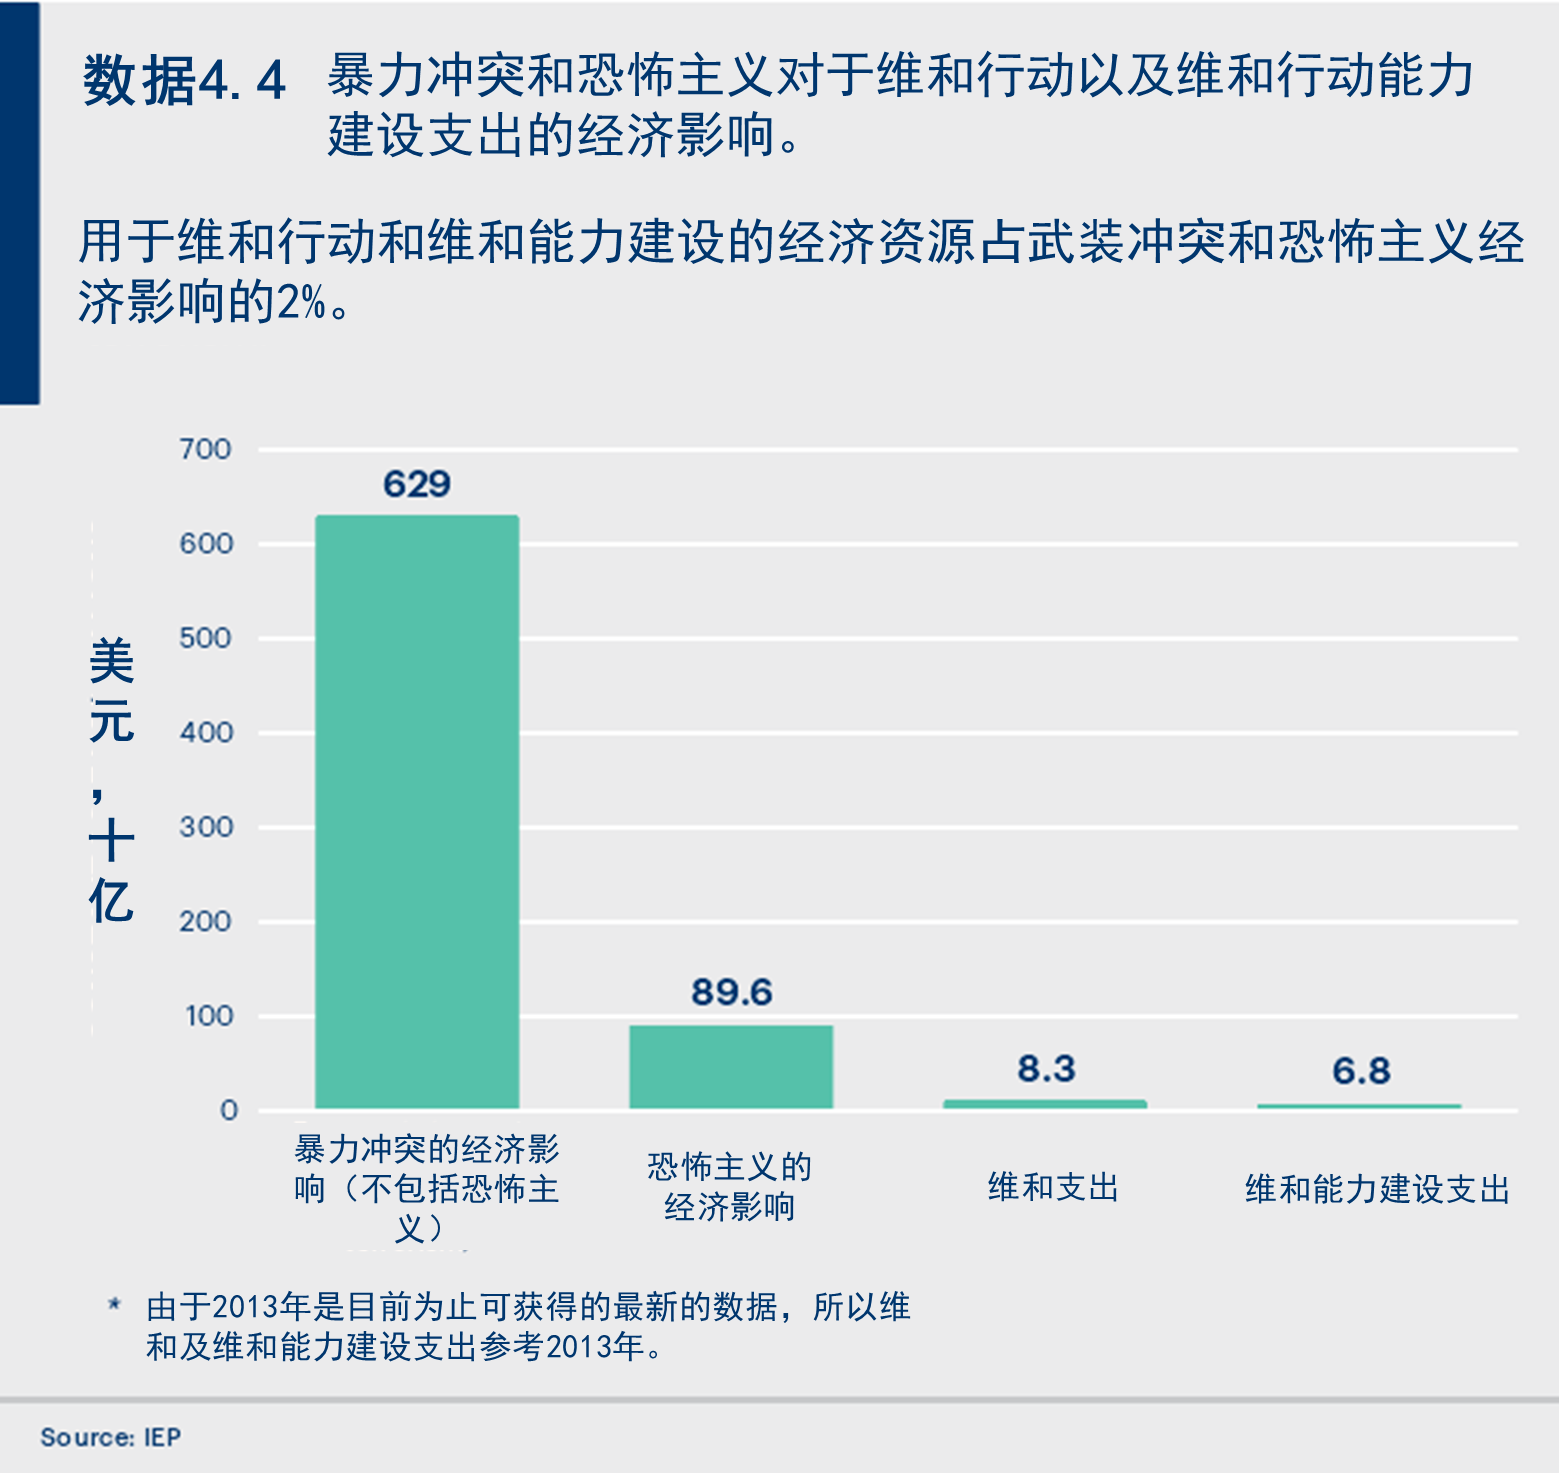 数据4.4
暴力冲突和恐怖主义对于维和行动以及维和行动能力
建设支出的经济影响。
用于维和行动和维和能力建设的经济资源占武装冲突和恐怖主义经
济影响的2%。
美
元
，
十
亿
700
600
500
400
300
200
100
0
629
89.6
8.3
6.8
暴力冲突的经济影
响（不包括恐怖主
义）
恐怖主义的
经济影响
维和支出
维和能力建设支出
* 由于2013年是目前为止可获得的最新的数据，所以维
和及维和能力建设支出参考2013年。
Source: IEP